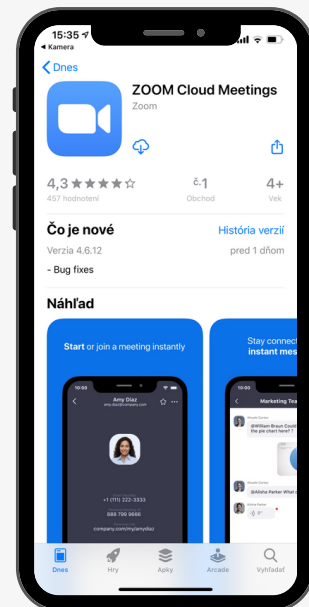 15:35
◀ Kamera
Dnes
ZOOM Cloud Meetings
Zoom
4,3 ★★★★☆
č.1
4+
457 hodnotení
Obchod
Vek
Čo je nové
História verzií
Verzia 4.6.12
pred 1 dňom
- Bug fixes
Náhľad
Start or join a meeting instantly
Stay connec
instant mes
10:00
Amy Diaz
amy.diaz@company.com
+1 (111) 222-3333
888 799 9666
company.com/my/amydiaz
10:00
Marketing Tea
@William Braun Could
the pie chart here? ?
@Alisha Parker What
8"
Dnes
Hry
Apky
Arcade
Vyhľadať